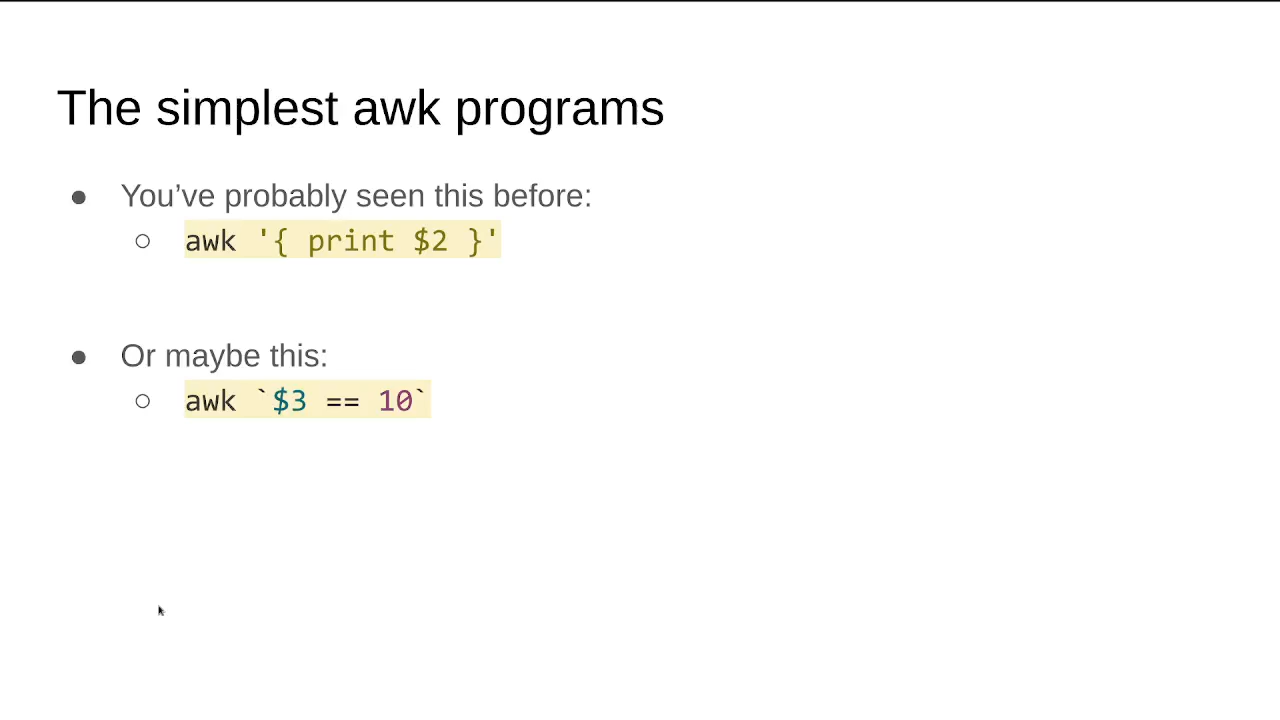 The simplest awk programs
● You’ve probably seen this before:
○ awk '{ print $2 }'
● Or maybe this:
○ awk `$3 == 10`